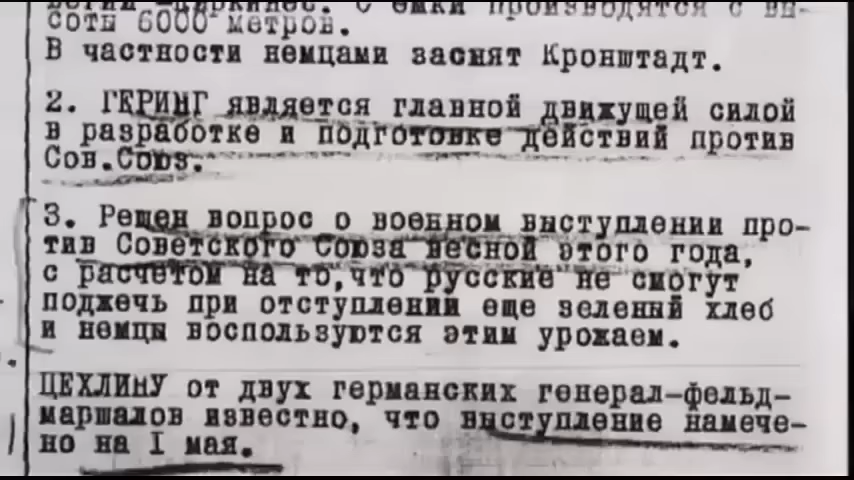 соты 6000 метров.
В частности немцами заснят Кронштадт.
2. ГЕРИНГ является главной движущей силой
в разработке и подготовке действий против
Сов.Союз.
3. Решен вопрос о военном выступлении про-
тив Советского Союза весной этого года,
с расчетом на то,что русские не смогут
поджечь при отступлении еще зеленый хлеб
и немцы воспользуются этим урожаем.
ЦЕХЛИНУ от двух германских генерал-фельд-
маршалов известно, что выступление намече-
но на I мая.